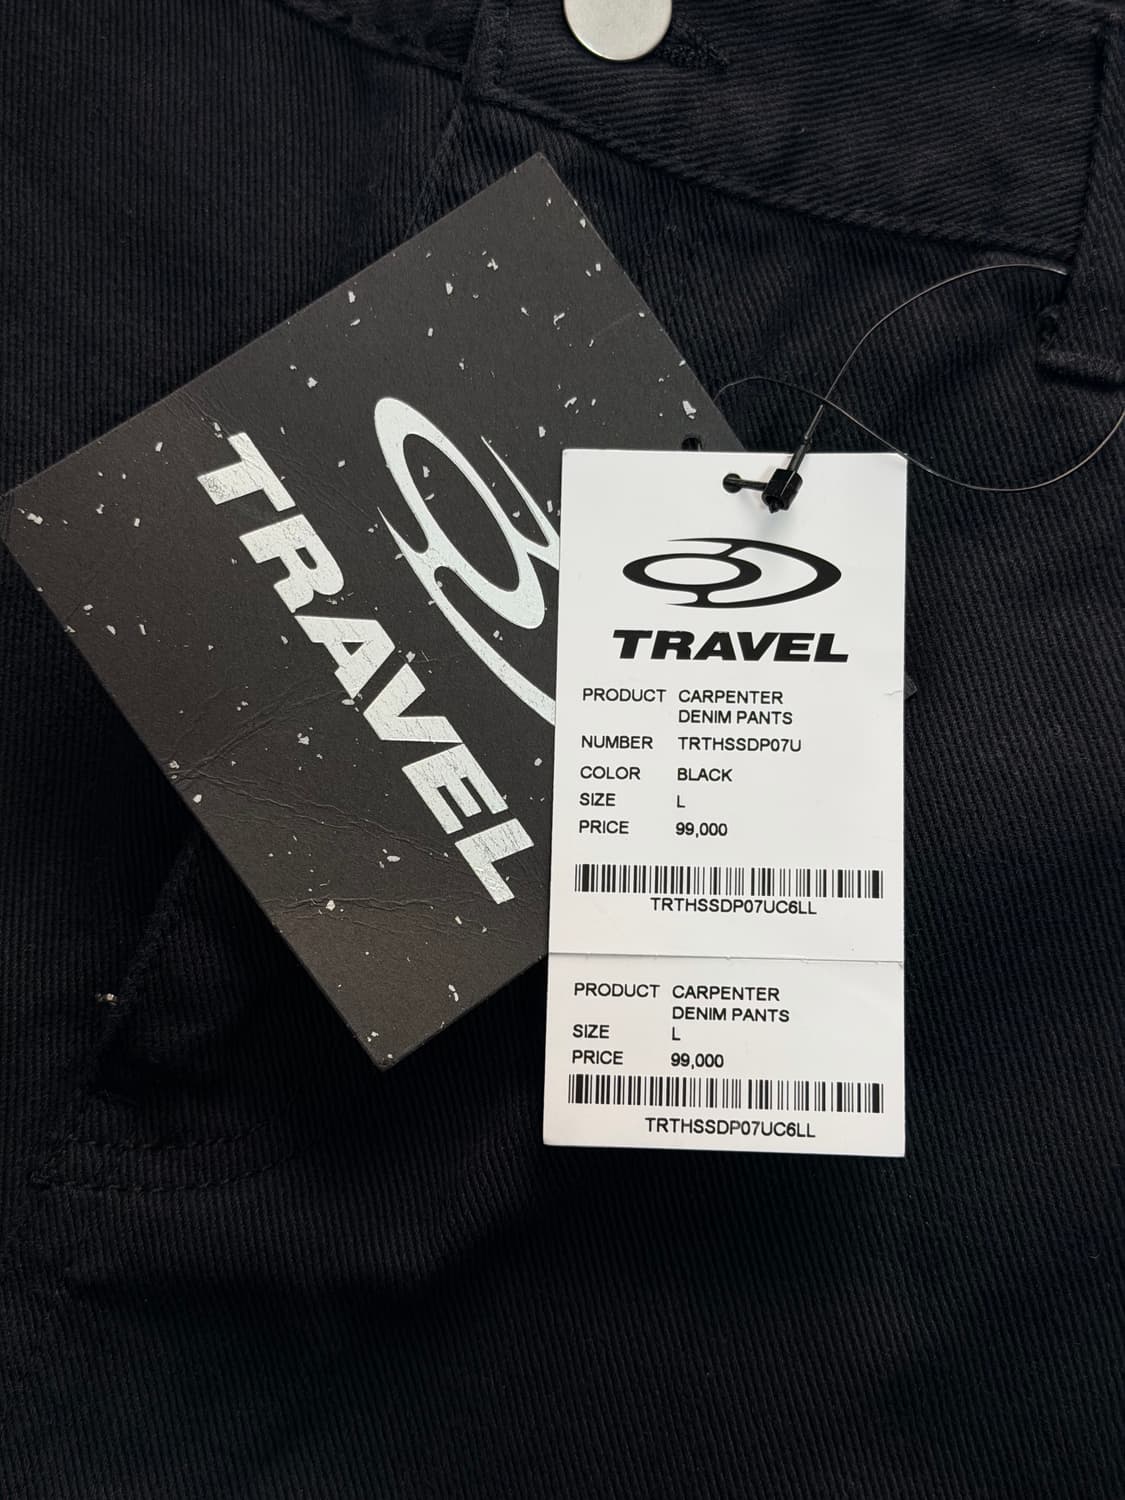 TRAVEL
TRAVEL
PRODUCT CARPENTER
DENIM PANTS
NUMBER TRTHSSDP07U
COLOR BLACK
SIZE L
PRICE 99,000
TRTHSSDP07UC6LL
PRODUCT CARPENTER
DENIM PANTS
SIZE L
PRICE 99,000
TRTHSSDP07UC6LL